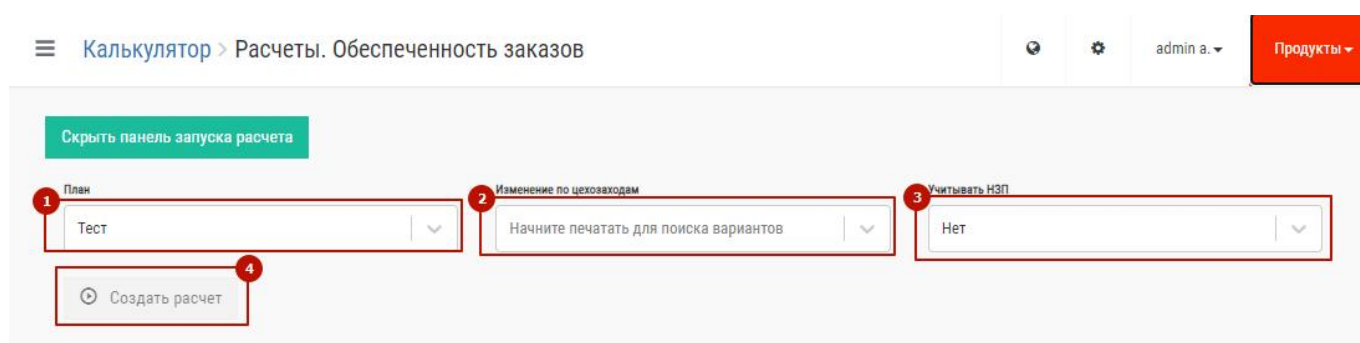 Калькулятор > Расчеты. Обеспеченность заказов
admin a.
Продукты
Скрыть панель запуска расчета
План
Изменение по цехозаходам
Учитывать НЗП
1
2
3
Тест
Начните печатать для поиска вариантов
Нет
4
Создать расчет